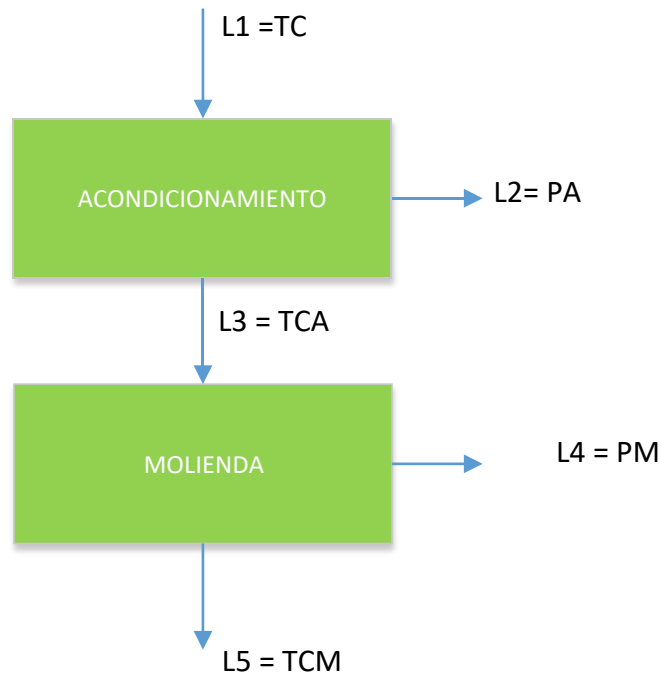 L1 =TC
ACONDICIONAMIENTO
L2= PA
L3 = TCA
MOLIENDA
L4 = PM
L5 = TCM